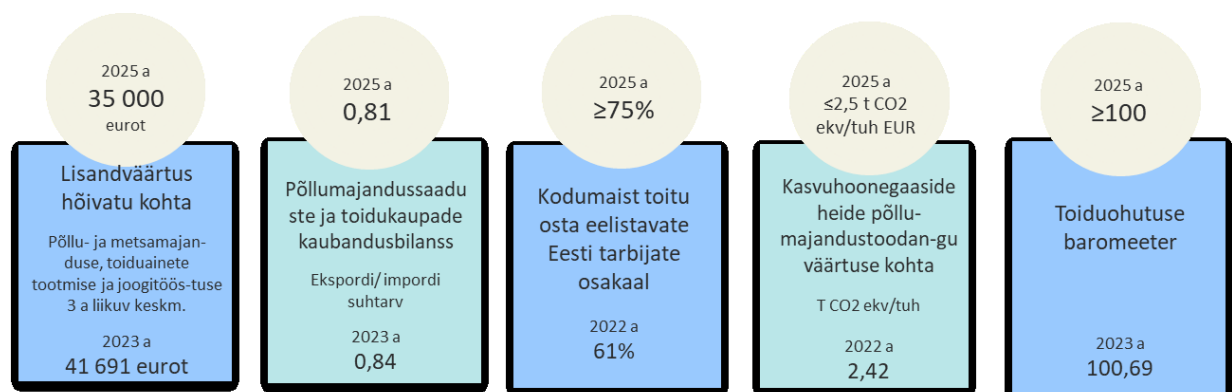 2025 a
35 000
eurot
Lisandväärtus
hõivatu kohta
Põllu- ja metsamajan-
duse, toiduainete
tootmise ja joogitöös-tuse
3 a liikuv keskm.
2023 a
41 691 eurot
2025 a
0,81
Põllumajandussaadu
ste ja toidukaupade
kaubandusbilanss
Ekspordi/ impordi
suhtarv
2023 a
0,84
2025 a
≥75%
Kodumaist toitu
osta eelistavate
Eesti tarbijate
osakaal
2022 a
61%
2025 a
≤2,5 t CO2
ekv/tuh EUR
Kasvuhoonegaaside
heide põllu-
majandustoodan-gu
väärtuse kohta
T CO2 ekv/tuh
2022 a
2,42
2025 a
≥100
Toiduohutuse
baromeeter
2023 a
100,69